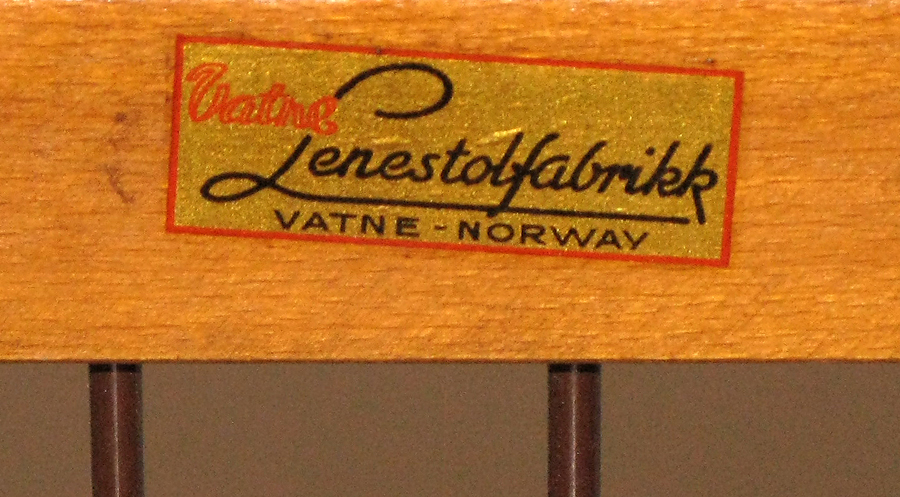 Vatne
Lenestolfabrikk
VATNE - NORWAY